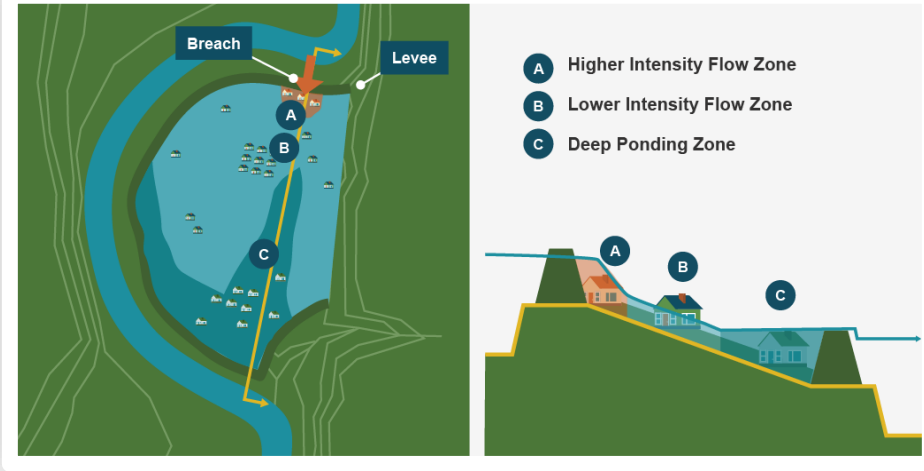 Breach
Levee
A
B
C
A Higher Intensity Flow Zone
B Lower Intensity Flow Zone
C Deep Ponding Zone
A
B
C